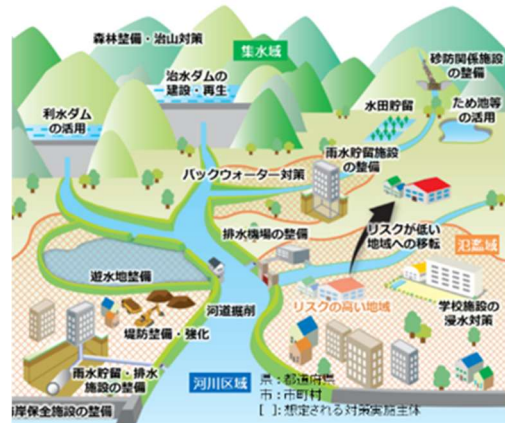 森林整備・治山対策
集水域
砂防関係施設
の整備
治水ダムの
建設・再生
水田貯留
ため池等
の活用
利水ダム
の活用
雨水貯留施設
の整備
バックウォーター対策
排水機場の整備
リスクが低い
地域への移転
氾濫域
遊水地整備
河道掘削
リスクの高い地域
学校施設の
浸水対策
堤防整備・強化
雨水貯留・排水
施設の整備
河川区域
県：都道府県
市：市町村
[ ]：想定される対策実施主体
岸保全施設の整備